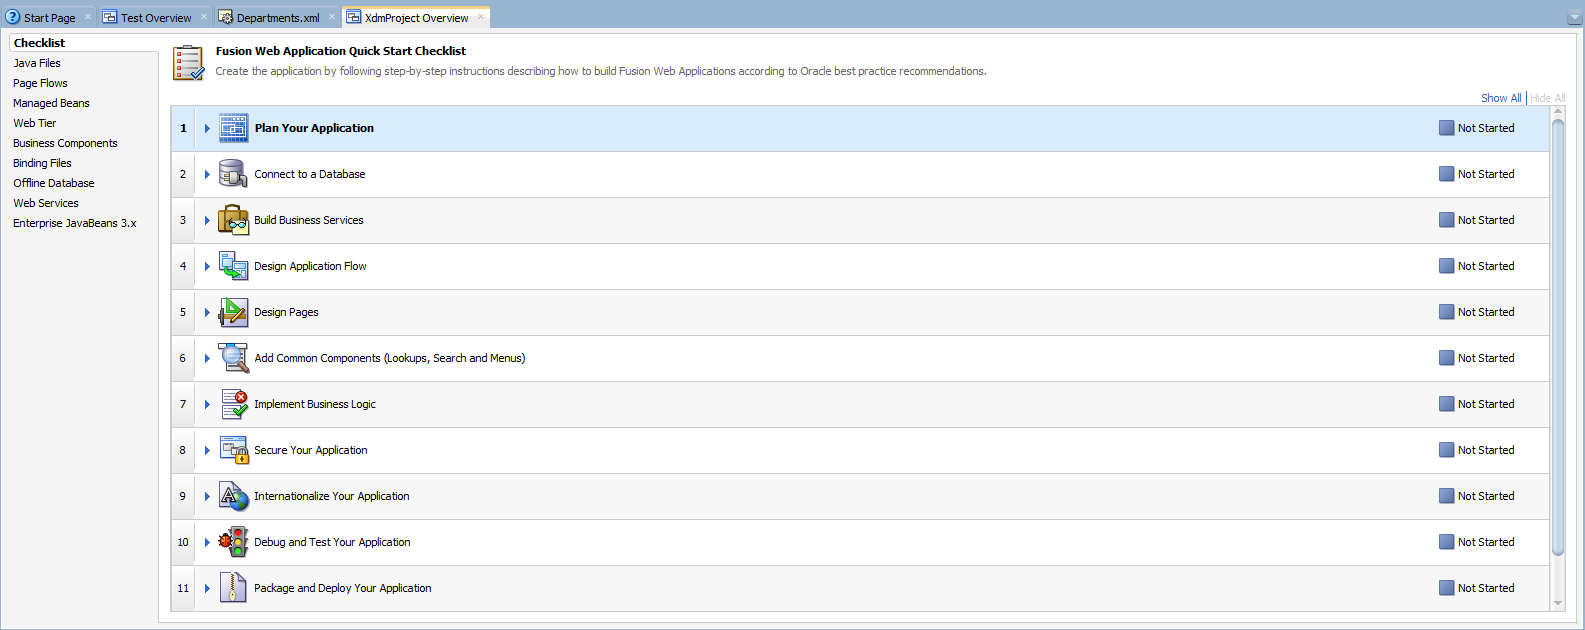 Start Page
Test Overview
Departments.xml
XdmProject Overview
Checklist
Java Files
Page Flows
Managed Beans
Web Tier
Business Components
Binding Files
Offline Database
Web Services
Enterprise JavaBeans 3.x
Fusion Web Application Quick Start Checklist
Create the application by following step-by-step instructions describing how to build Fusion Web Applications according to Oracle best practice recommendations.
Show All | Hide All
1 Plan Your Application Not Started
2 Connect to a Database Not Started
3 Build Business Services Not Started
4 Design Application Flow Not Started
5 Design Pages Not Started
6 Add Common Components (Lookups, Search and Menus) Not Started
7 Implement Business Logic Not Started
8 Secure Your Application Not Started
9 Internationalize Your Application Not Started
10 Debug and Test Your Application Not Started
11 Package and Deploy Your Application Not Started